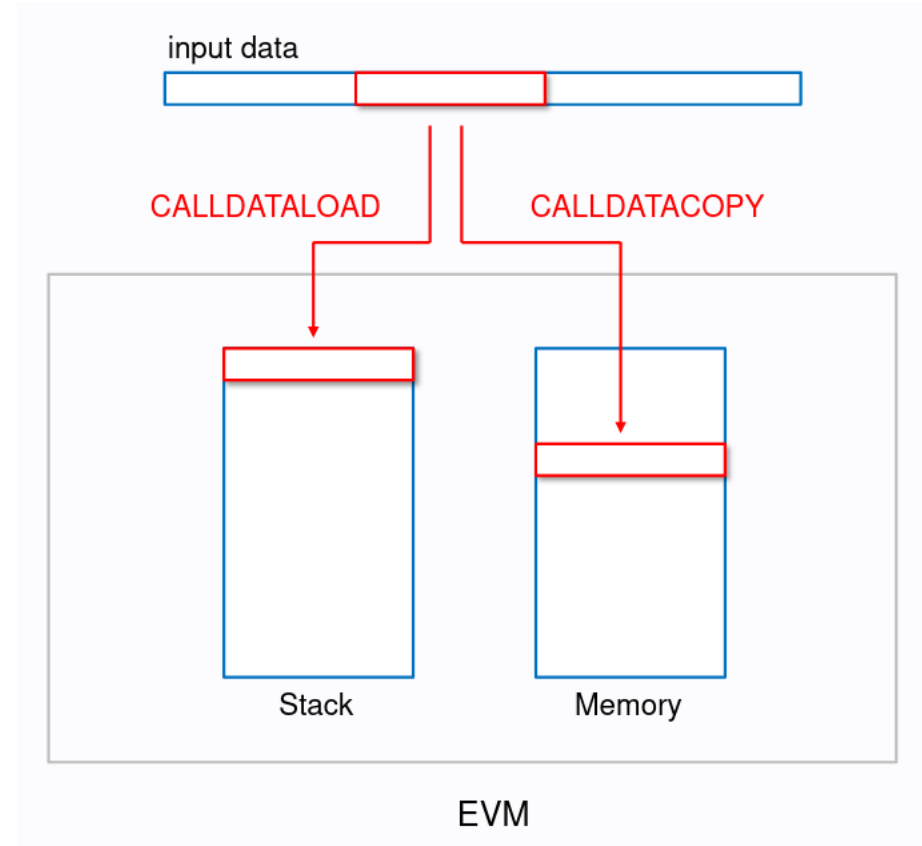 input data
CALLDATALOAD
CALLDATACOPY
Stack
Memory
EVM